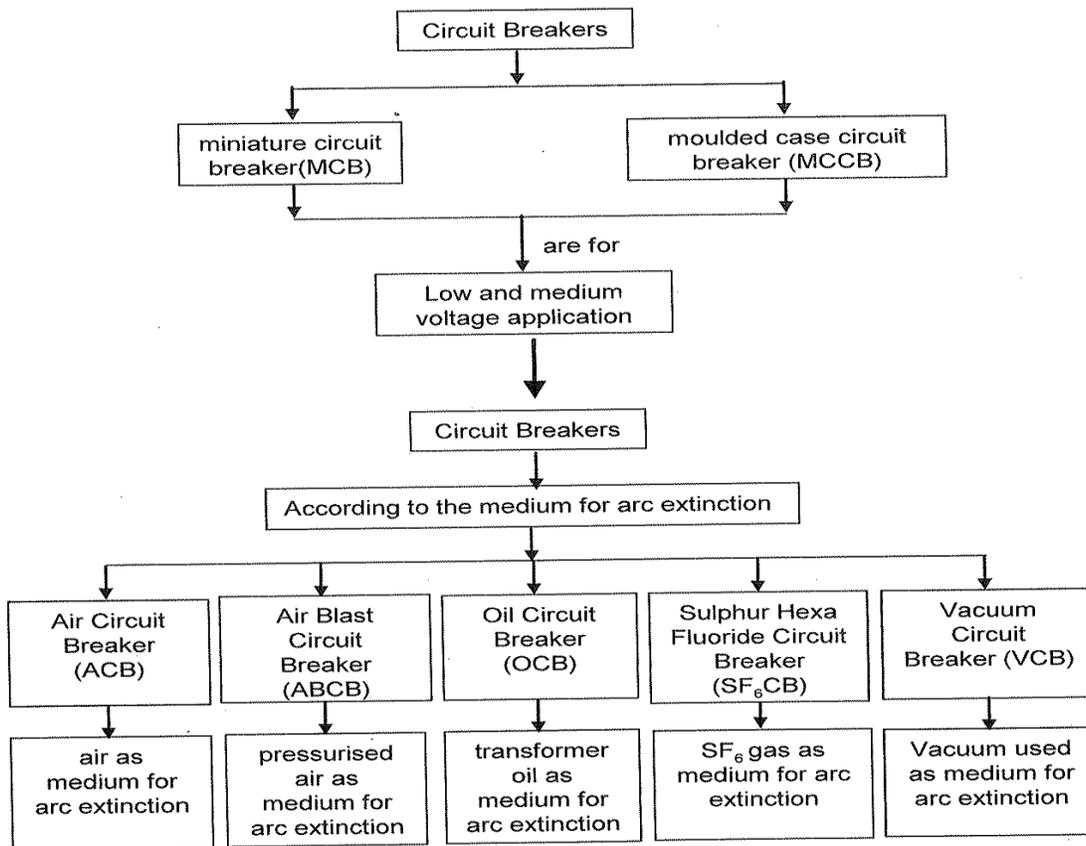 Circuit Breakers
miniature circuit
breaker(MCB)
moulded case circuit
breaker (MCCB)
are for
Low and medium
voltage application
Circuit Breakers
According to the medium for arc extinction
Air Circuit
Breaker
(ACB)
Air Blast
Circuit
Breaker
(ABCB)
Oil Circuit
Breaker
(OCB)
Sulphur Hexa
Fluoride Circuit
Breaker
(SF₆CB)
Vacuum
Circuit
Breaker (VCB)
air as
medium for
arc extinction
pressurised
air as
medium for
arc extinction
transformer
oil as
medium for
arc extinction
SF₆ gas as
medium for arc
extinction
Vacuum used
as medium for
arc extinction